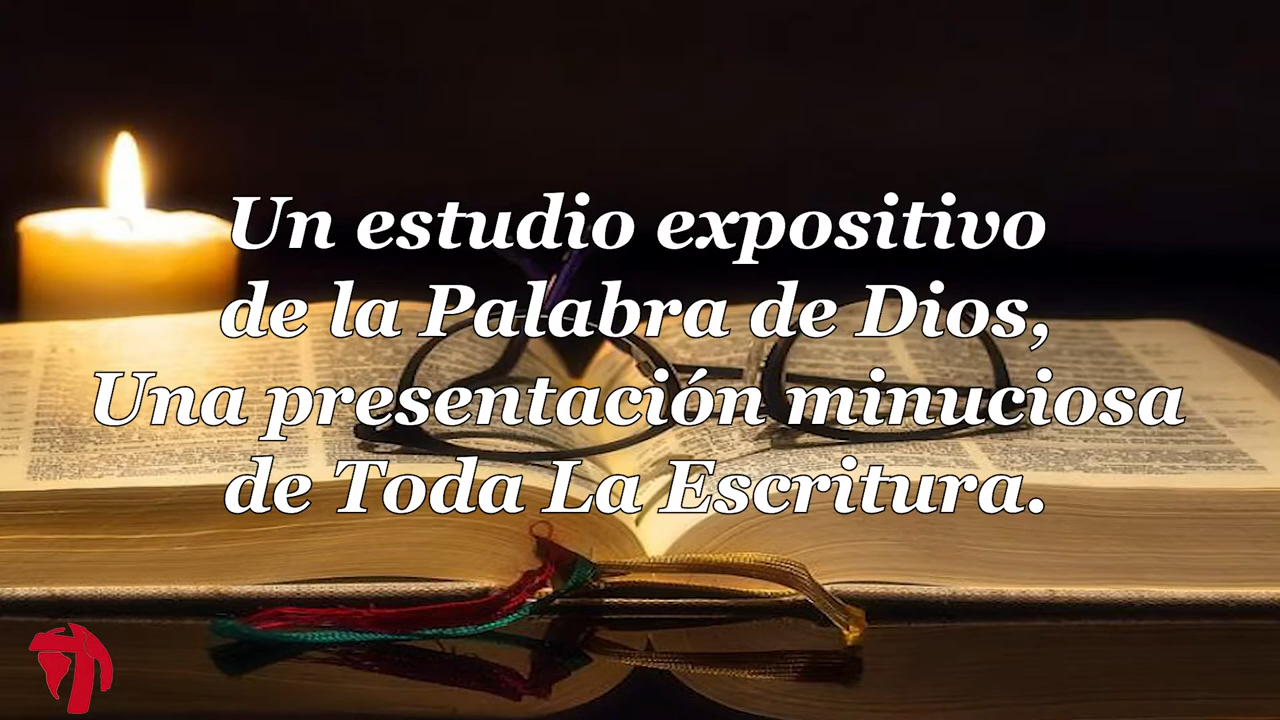 Un estudio expositivo
de la Palabra de Dios,
Una presentación minuciosa
de Toda La Escritura.